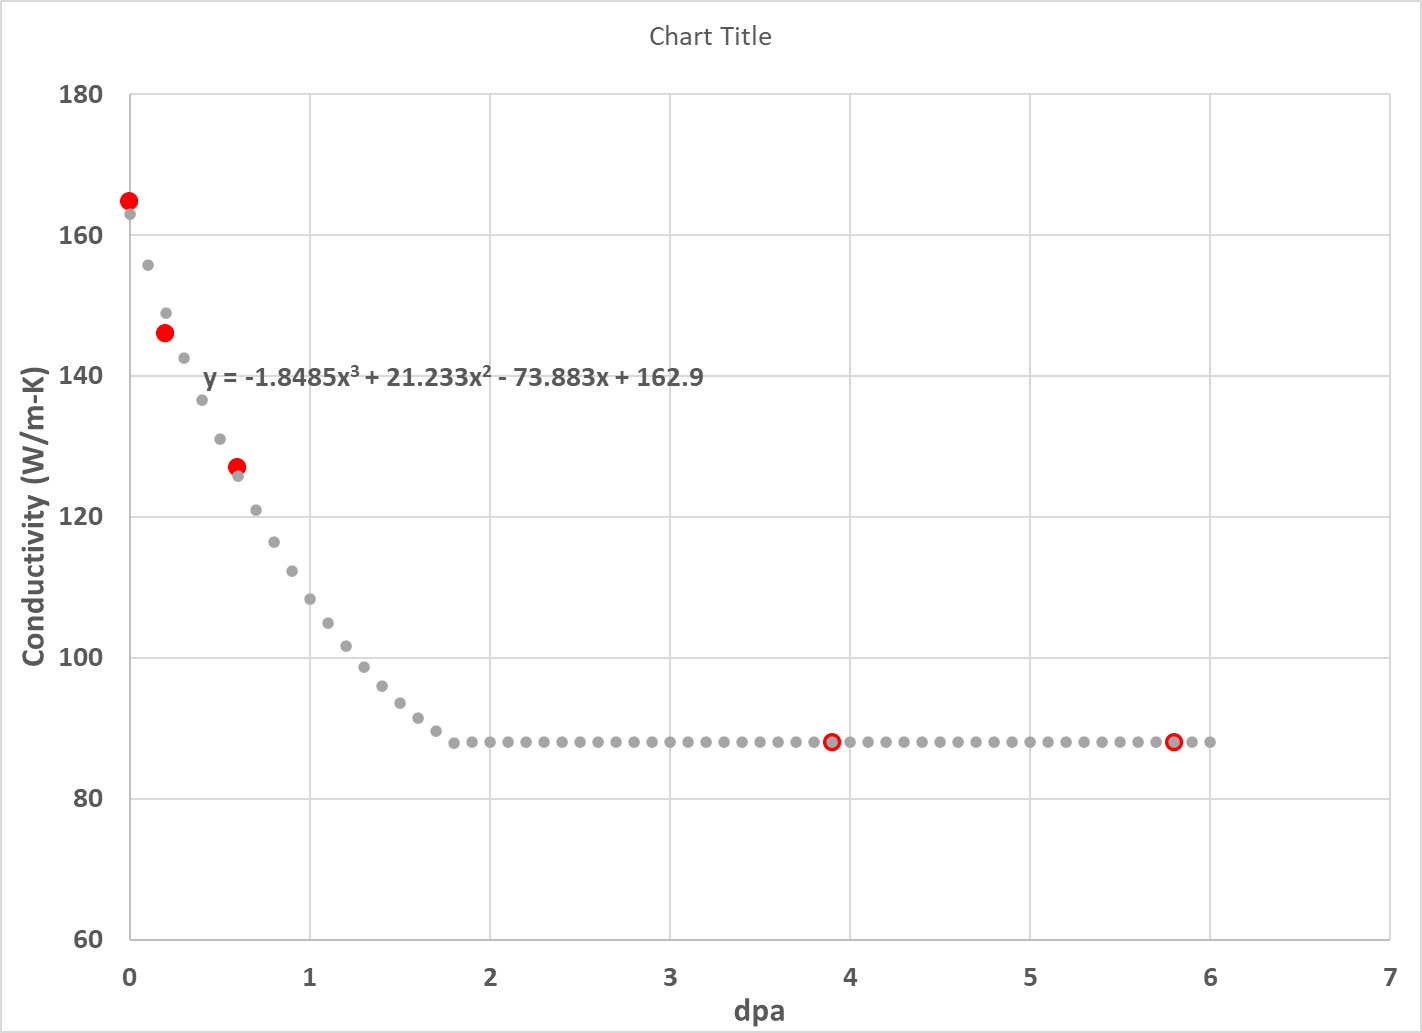 Chart Title
180
160
140
120
100
80
60
y = -1.8485x³ + 21.233x² - 73.883x + 162.9
Conductivity (W/m-K)
0 1 2 3 4 5 6 7
dpa